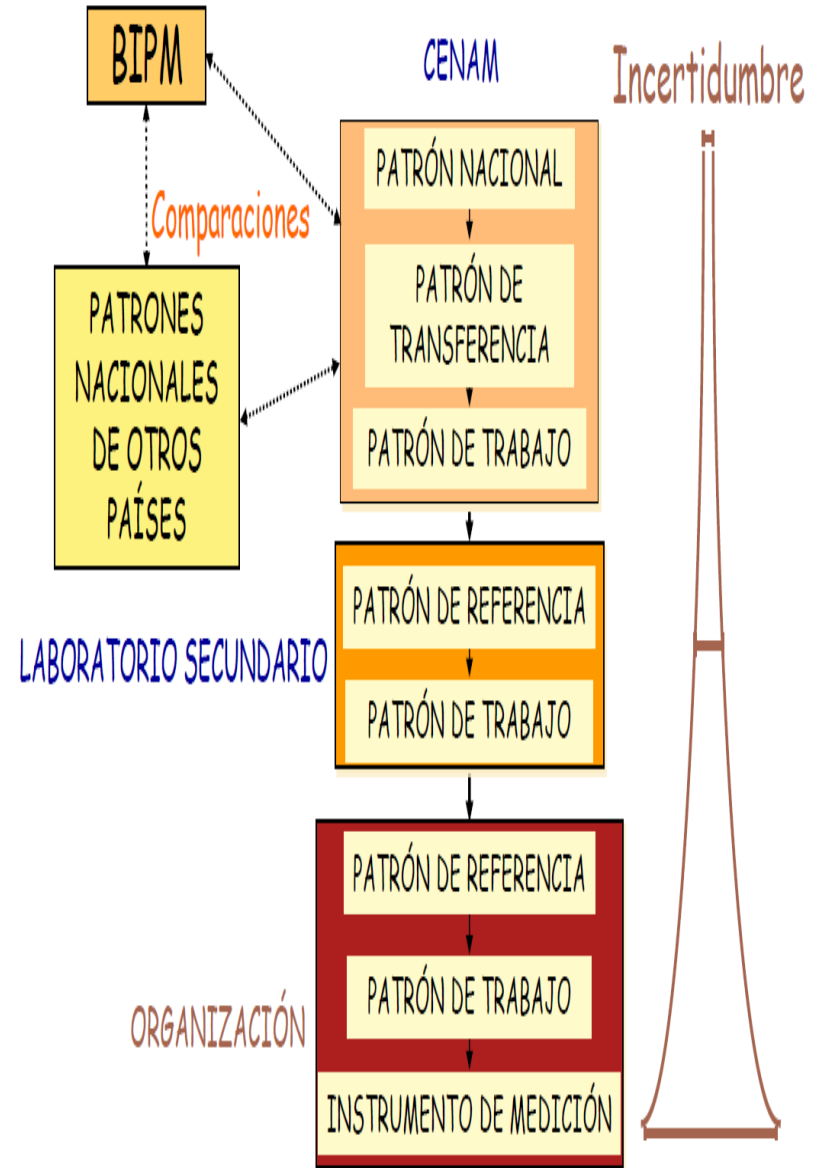 BIPM
CENAM
Incertidumbre
PATRÓN NACIONAL
Comparaciones
PATRÓN DE
TRANSFERENCIA
PATRONES
NACIONALES
DE OTROS
PAÍSES
PATRÓN DE TRABAJO
LABORATORIO SECUNDARIO
PATRÓN DE REFERENCIA
PATRÓN DE TRABAJO
ORGANIZACIÓN
PATRÓN DE REFERENCIA
PATRÓN DE TRABAJO
INSTRUMENTO DE MEDICIÓN